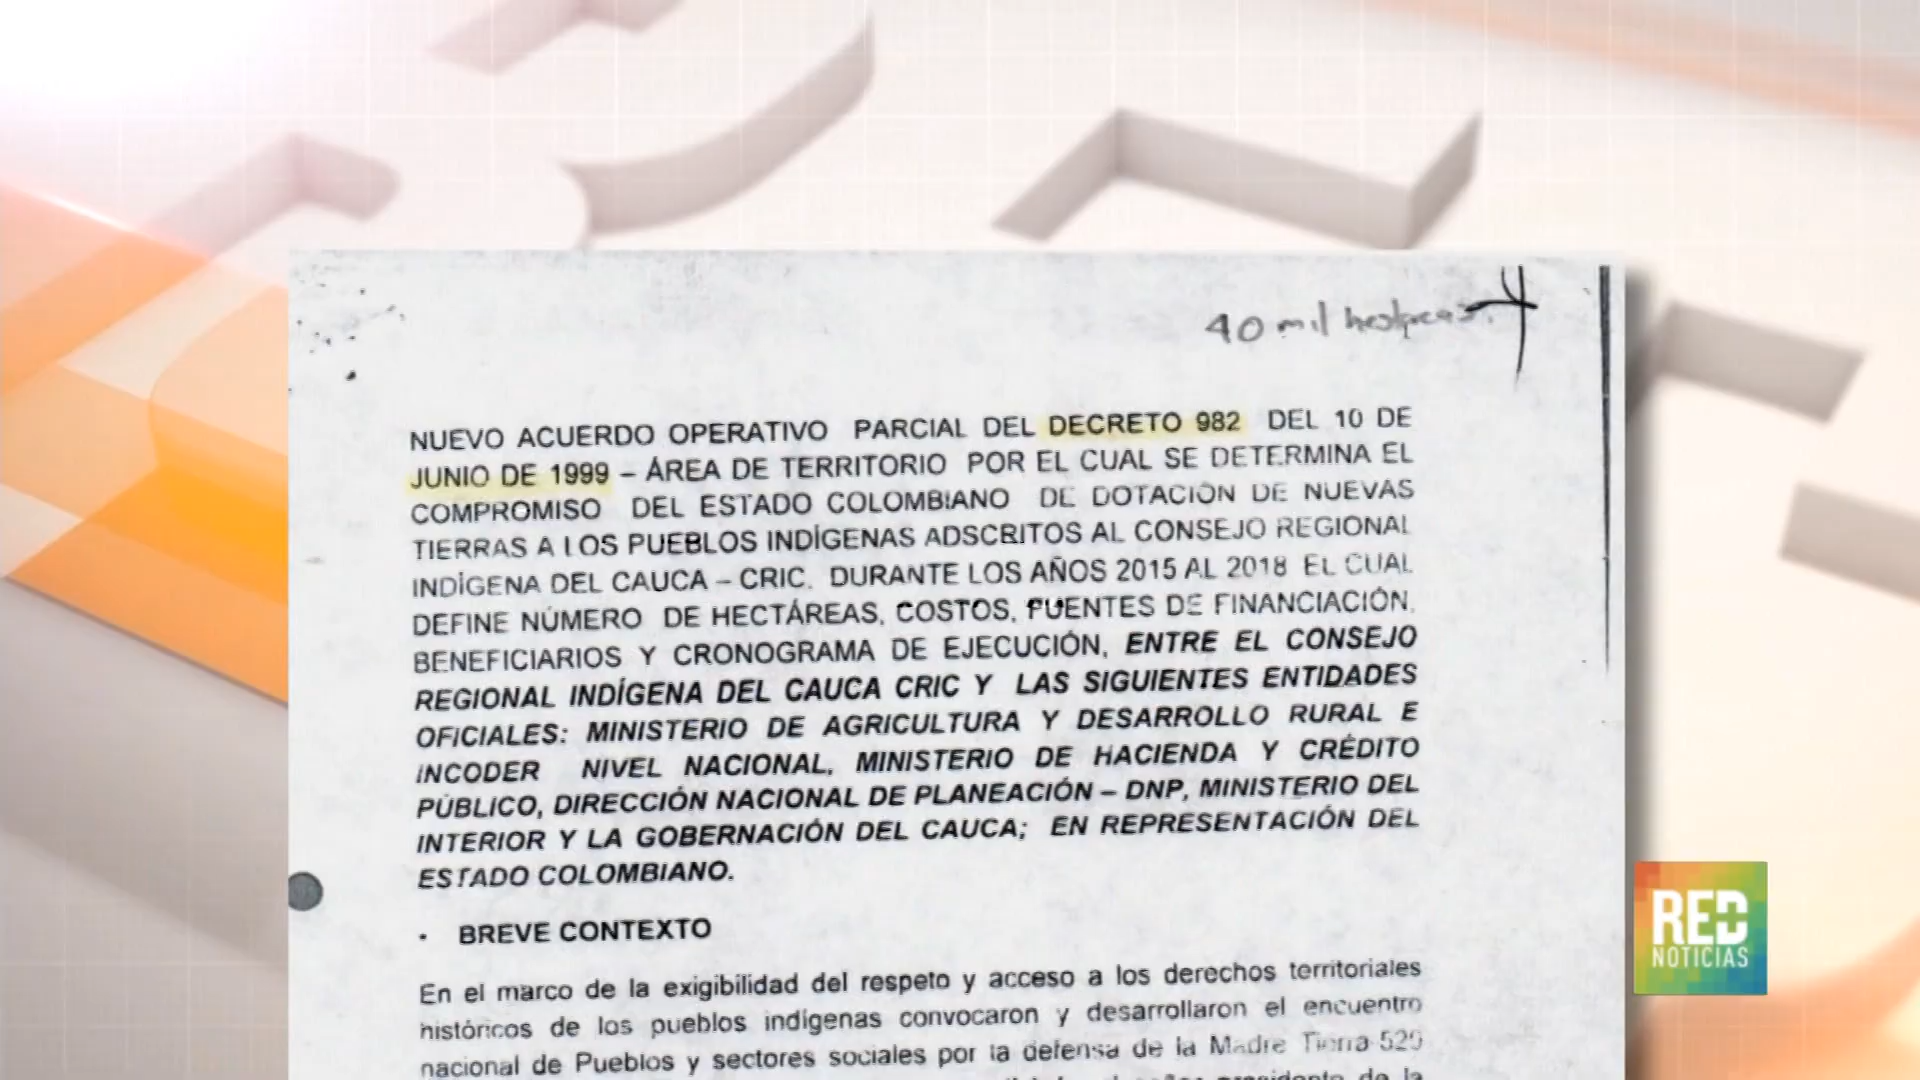 40 mil
NUEVO ACUERDO OPERATIVO PARCIAL DEL DECRETO 982 DEL 10 DE
JUNIO DE 1999 – ÁREA DE TERRITORIO POR EL CUAL SE DETERMINA EL
COMPROMISO DEL ESTADO COLOMBIANO DE DOTACIÓN DE NUEVAS
TIERRAS A LOS PUEBLOS INDÍGENAS ADSCRITOS AL CONSEJO REGIONAL
INDÍGENA DEL CAUCA – CRIC. DURANTE LOS AÑOS 2015 AL 2018 EL CUAL
DEFINE NÚMERO DE HECTÁREAS, COSTOS, FUENTES DE FINANCIACIÓN,
BENEFICIARIOS Y CRONOGRAMA DE EJECUCIÓN, ENTRE EL CONSEJO
REGIONAL INDÍGENA DEL CAUCA CRIC Y LAS SIGUIENTES ENTIDADES
OFICIALES: MINISTERIO DE AGRICULTURA Y DESARROLLO RURAL E
INCODER NIVEL NACIONAL, MINISTERIO DE HACIENDA Y CRÉDITO
PÚBLICO, DIRECCIÓN NACIONAL DE PLANEACIÓN – DNP, MINISTERIO DEL
INTERIOR Y LA GOBERNACIÓN DEL CAUCA; EN REPRESENTACIÓN DEL
ESTADO COLOMBIANO.
• BREVE CONTEXTO
En el marco de la exigibilidad del respeto y acceso a los derechos territoriales
históricos de los pueblos indígenas convocaron y desarrollaron el encuentro
nacional de Pueblos y sectores sociales por la defensa de la Madre Tierra
RED
NOTICIAS